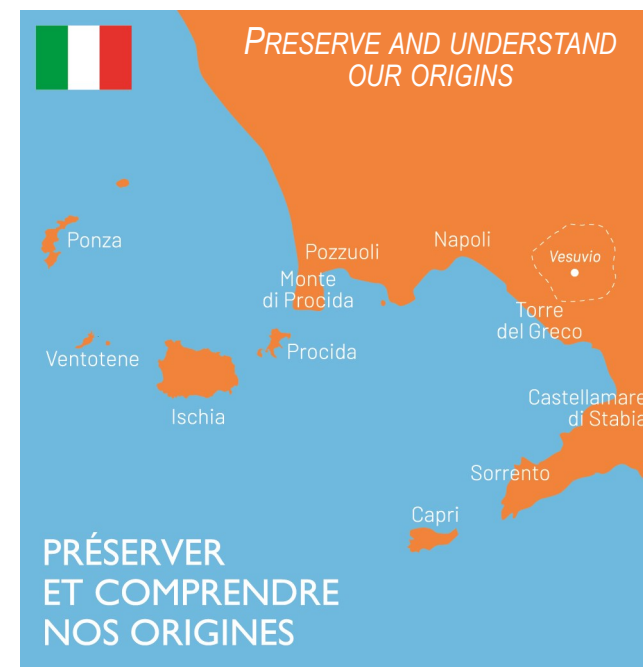 PRESERVE AND UNDERSTAND
OUR ORIGINS
Ponza
Pozzuoli
Napoli
Vesuvio
Monte
di Procida
Torre
del Greco
Ventotene
Procida
Ischia
Castellamare
di Stabia
Sorrento
Capri
PRÉSERVER
ET COMPRENDRE
NOS ORIGINES